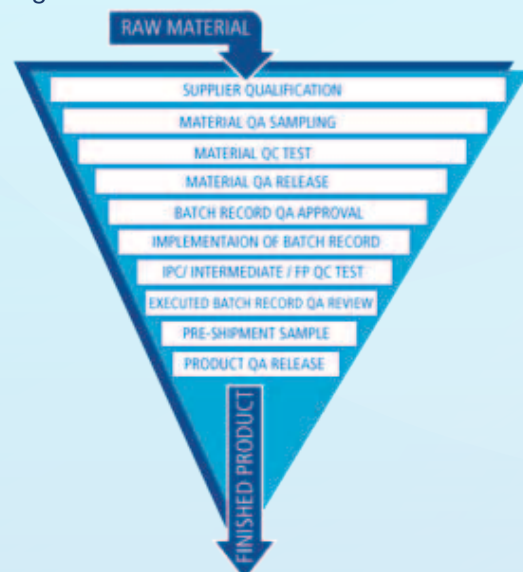 RAW MATERIAL
SUPPLIER QUALIFICATION
MATERIAL QA SAMPLING
MATERIAL QC TEST
MATERIAL QA RELEASE
BATCH RECORD QA APPROVAL
IMPLEMENTAION OF BATCH RECORD
IPC/ INTERMEDIATE / FP QC TEST
EXECUTED BATCH RECORD QA REVIEW
PRE-SHIPMENT SAMPLE
PRODUCT QA RELEASE
FINISHED PRODUCT